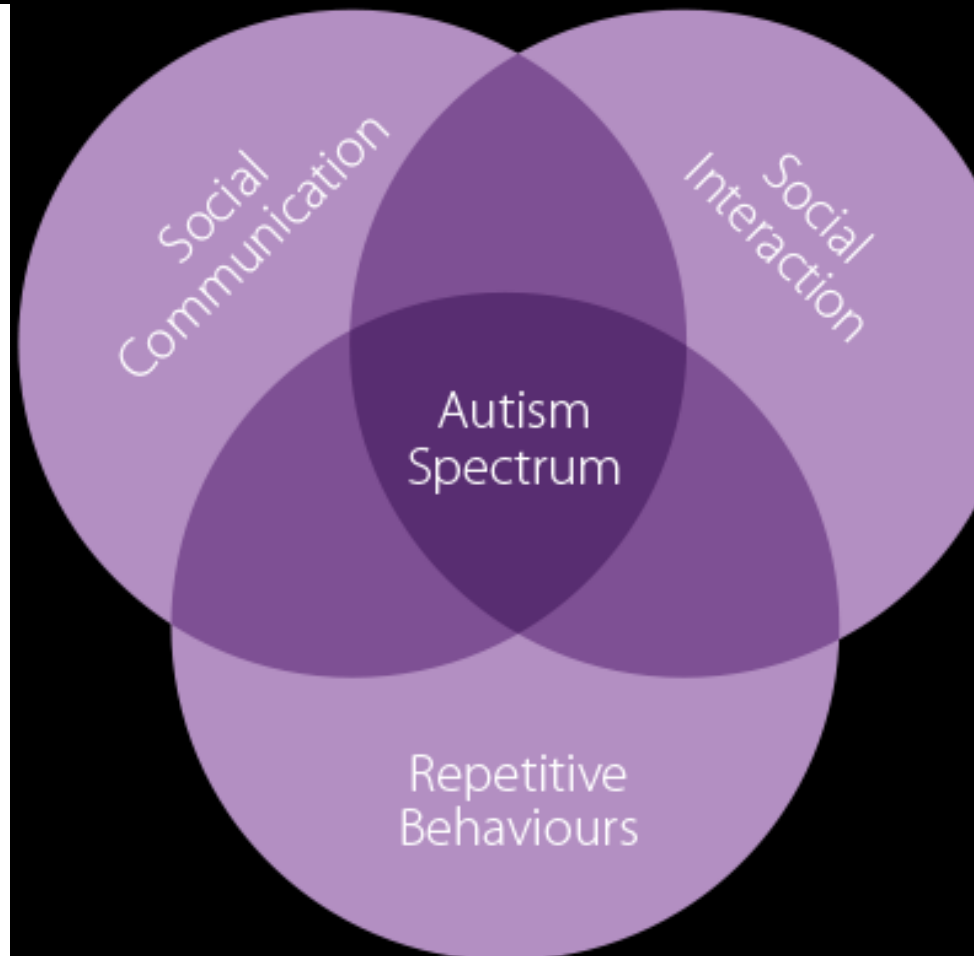 Social
Communication
Social
Interaction
Autism
Spectrum
Repetitive
Behaviours